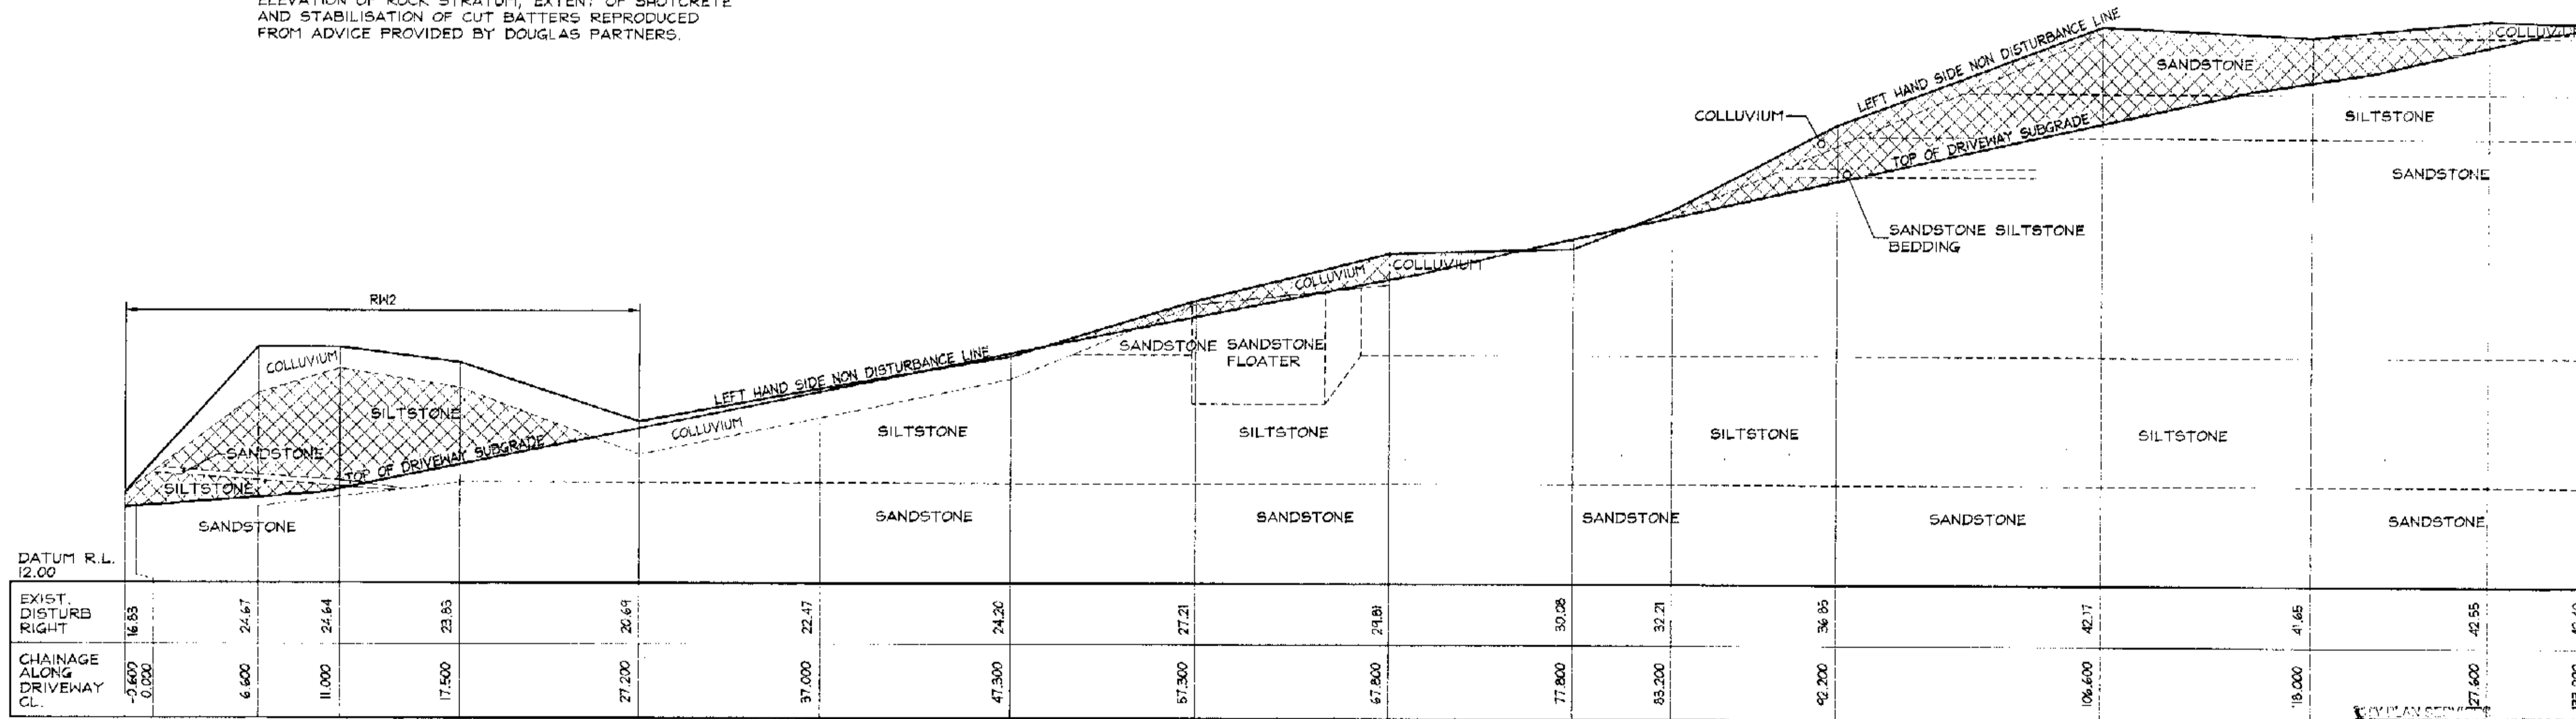 ELEVATION OF ROCK STRATUM, EXTENT OF SHOTCRETE
AND STABILISATION OF CUT BATTERS REPRODUCED
FROM ADVICE PROVIDED BY DOUGLAS PARTNERS.
LEFT HAND SIDE NON DISTURBANCE LINE
COLLUVIUM
SANDSTONE
COLLUVIUM
SILTSTONE
TOP OF DRIVEWAY SUBGRADE
SANDSTONE
SANDSTONE SILTSTONE
BEDDING
RW2
COLLUVIUM
COLLUVIUM
COLLUVIUM
SANDSTONE
SANDSTONE
FLOATER
LEFT HAND SIDE NON DISTURBANCE LINE
SILTSTONE
COLLUVIUM
SILTSTONE
SILTSTONE
SILTSTONE
SILTSTONE
TOP OF DRIVEWAY SUBGRADE
SANDSTONE
SILTSTONE
SANDSTONE
SANDSTONE
SANDSTONE
SANDSTONE
SANDSTONE
SANDSTONE
DATUM R.L.
12.00
EXIST.
DISTURB
RIGHT
16.83
24.67
24.64
23.83
20.69
22.47
24.20
27.21
29.81
30.08
32.21
36.85
42.17
41.65
42.55
CHAINAGE
ALONG
DRIVEWAY
CL.
-0.600
0.000
6.600
11.000
17.500
27.200
37.000
47.300
57.300
67.800
77.800
83.200
92.200
106.600
118.000
127.600
PLAN